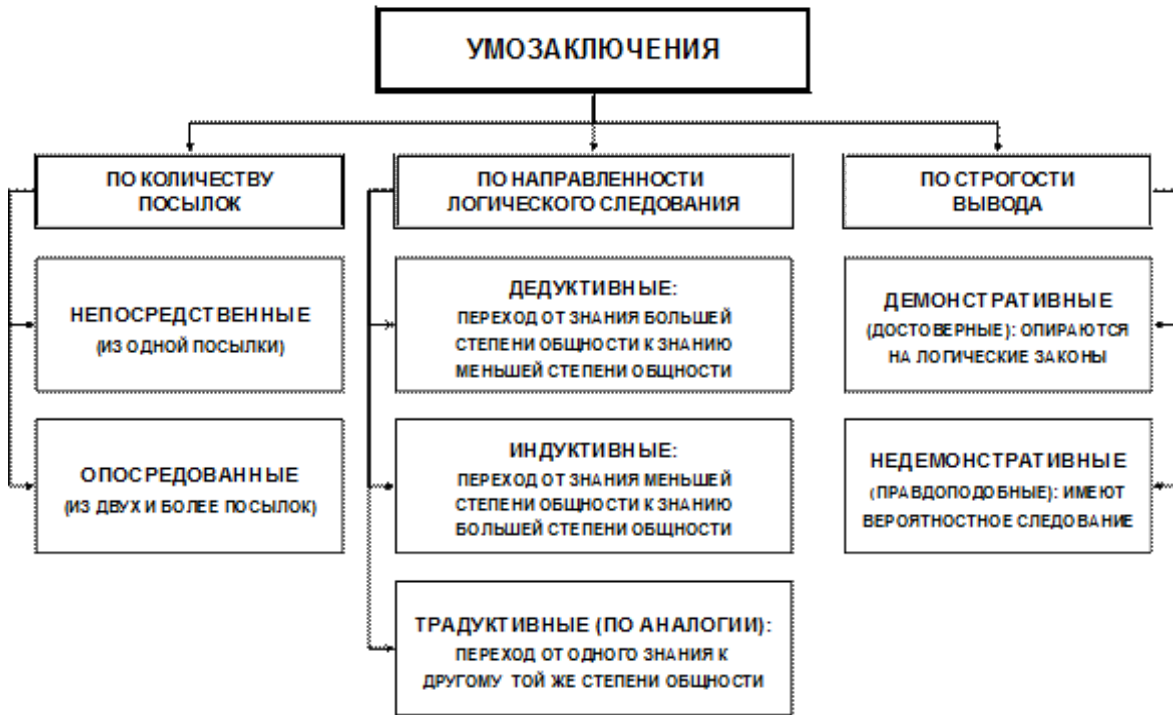 УМОЗАКЛЮЧЕНИЯ
ПО КОЛИЧЕСТВУ
ПОСЫЛОК
НЕПОСРЕДСТВЕННЫЕ
(ИЗ ОДНОЙ ПОСЫЛКИ)
ОПОСРЕДОВАННЫЕ
(ИЗ ДВУХ И БОЛЕЕ ПОСЫЛОК)
ПО НАПРАВЛЕННОСТИ
ЛОГИЧЕСКОГО СЛЕДОВАНИЯ
ДЕДУКТИВНЫЕ:
ПЕРЕХОД ОТ ЗНАНИЯ БОЛЬШЕЙ
СТЕПЕНИ ОБЩНОСТИ К ЗНАНИЮ
МЕНЬШЕЙ СТЕПЕНИ ОБЩНОСТИ
ИНДУКТИВНЫЕ:
ПЕРЕХОД ОТ ЗНАНИЯ МЕНЬШЕЙ
СТЕПЕНИ ОБЩНОСТИ К ЗНАНИЮ
БОЛЬШЕЙ СТЕПЕНИ ОБЩНОСТИ
ТРАДУКТИВНЫЕ (ПО АНАЛОГИИ):
ПЕРЕХОД ОТ ОДНОГО ЗНАНИЯ К
ДРУГОМУ ТОЙ ЖЕ СТЕПЕНИ ОБЩНОСТИ
ПО СТРОГОСТИ
ВЫВОДА
ДЕМОНСТРАТИВНЫЕ
(ДОСТОВЕРНЫЕ): ОПИРАЮТСЯ
НА ЛОГИЧЕСКИЕ ЗАКОНЫ
НЕДЕМОНСТРАТИВНЫЕ
(ПРАВДОПОДОБНЫЕ): ИМЕЮТ
ВЕРОЯТНОСТНОЕ СЛЕДОВАНИЕ